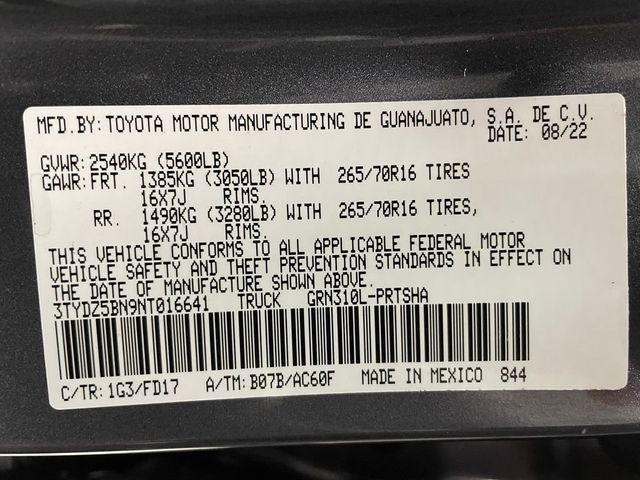 MFD.BY: TOYOTA MOTOR MANUFACTURING DE GUANAJUATO, S.A. DE C.V.
DATE: 08/22
GVWR: 2540KG (5600LB)
GAWR: FRT. 1385KG (3050LB) WITH 265/70R16 TIRES
16X7J RIMS.
RR. 1490KG (3280LB) WITH 265/70R16 TIRES,
16X7J RIMS.
THIS VEHICLE CONFORMS TO ALL APPLICABLE FEDERAL MOTOR
VEHICLE SAFETY AND THEFT PREVENTION STANDARDS IN EFFECT ON
THE DATE OF MANUFACTURE SHOWN ABOVE.
3TYDZ5BN9NT016641 TRUCK GRN310L-PRTSHA
C/TR: 1G3/FD17 A/TM: B07B/AC60F MADE IN MEXICO 844